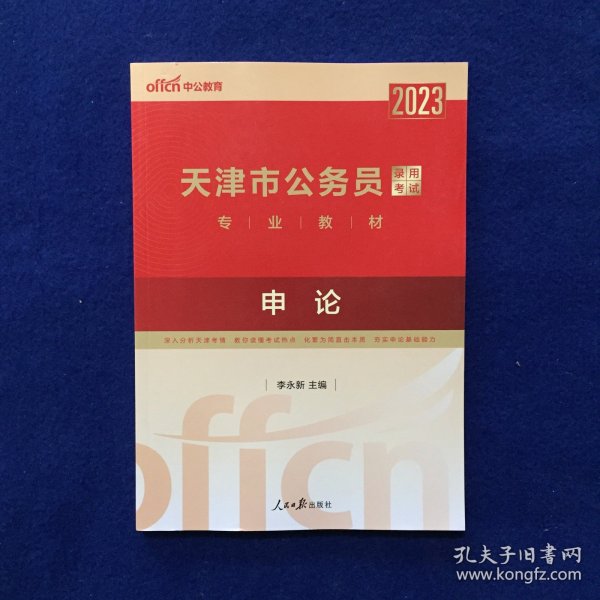 offcn 中公教育
2023
天津市公务员 录用考试
专 业 教 材
申 论
深入分析天津考情 教你读懂考试热点 化繁为简直击本质 夯实申论基础能力
李永新 主编
offcn
人民日报出版社
孔夫子旧书网
www.kongfz.com